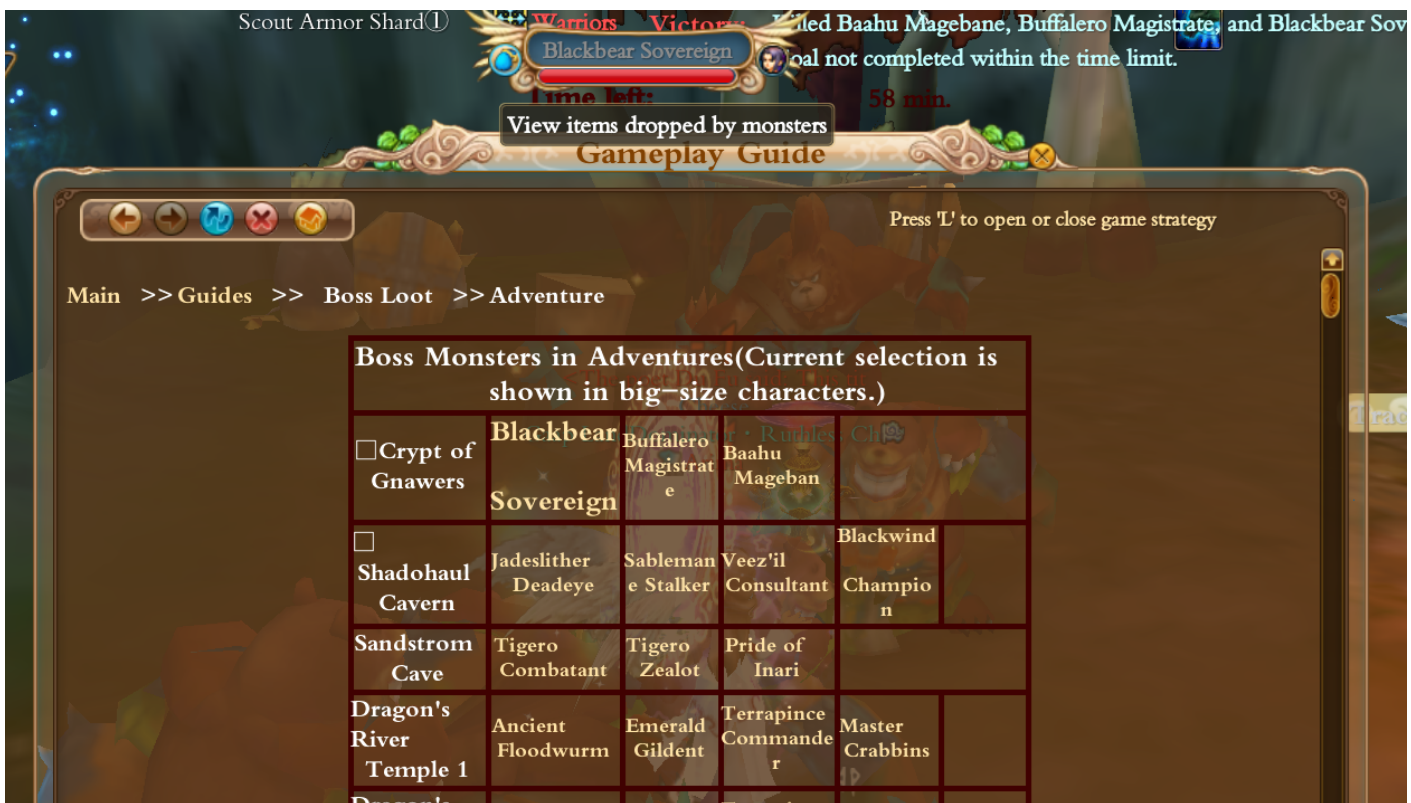 Scout Armor Shard①
Warriors Victory: Killed Baahu Magebane, Buffalero Magistrate, and Blackbear Sov
Blackbear Sovereign
not completed within the time limit.
Time left: 58 min.
View items dropped by monsters
Gameplay Guide
Press 'L' to open or close game strategy
Main >> Guides >> Boss Loot >> Adventure
Boss Monsters in Adventures(Current selection is
shown in big-size characters.)
□Crypt of
Gnawers
Blackbear
Sovereign
Buffalero
Magistrat
e
Baahu
Mageban
□
Shadohaul
Cavern
Jadeslither
Deadeye
Sableman
e Stalker
Veez'il
Consultant
Blackwind
Champio
n
Sandstrom
Cave
Tigero
Combatant
Tigero
Zealot
Pride of
Inari
Dragon's
River
Temple 1
Ancient
Floodwurm
Emerald
Gildent
Terrapince
Commande
r
Master
Crabbins
Dragon's